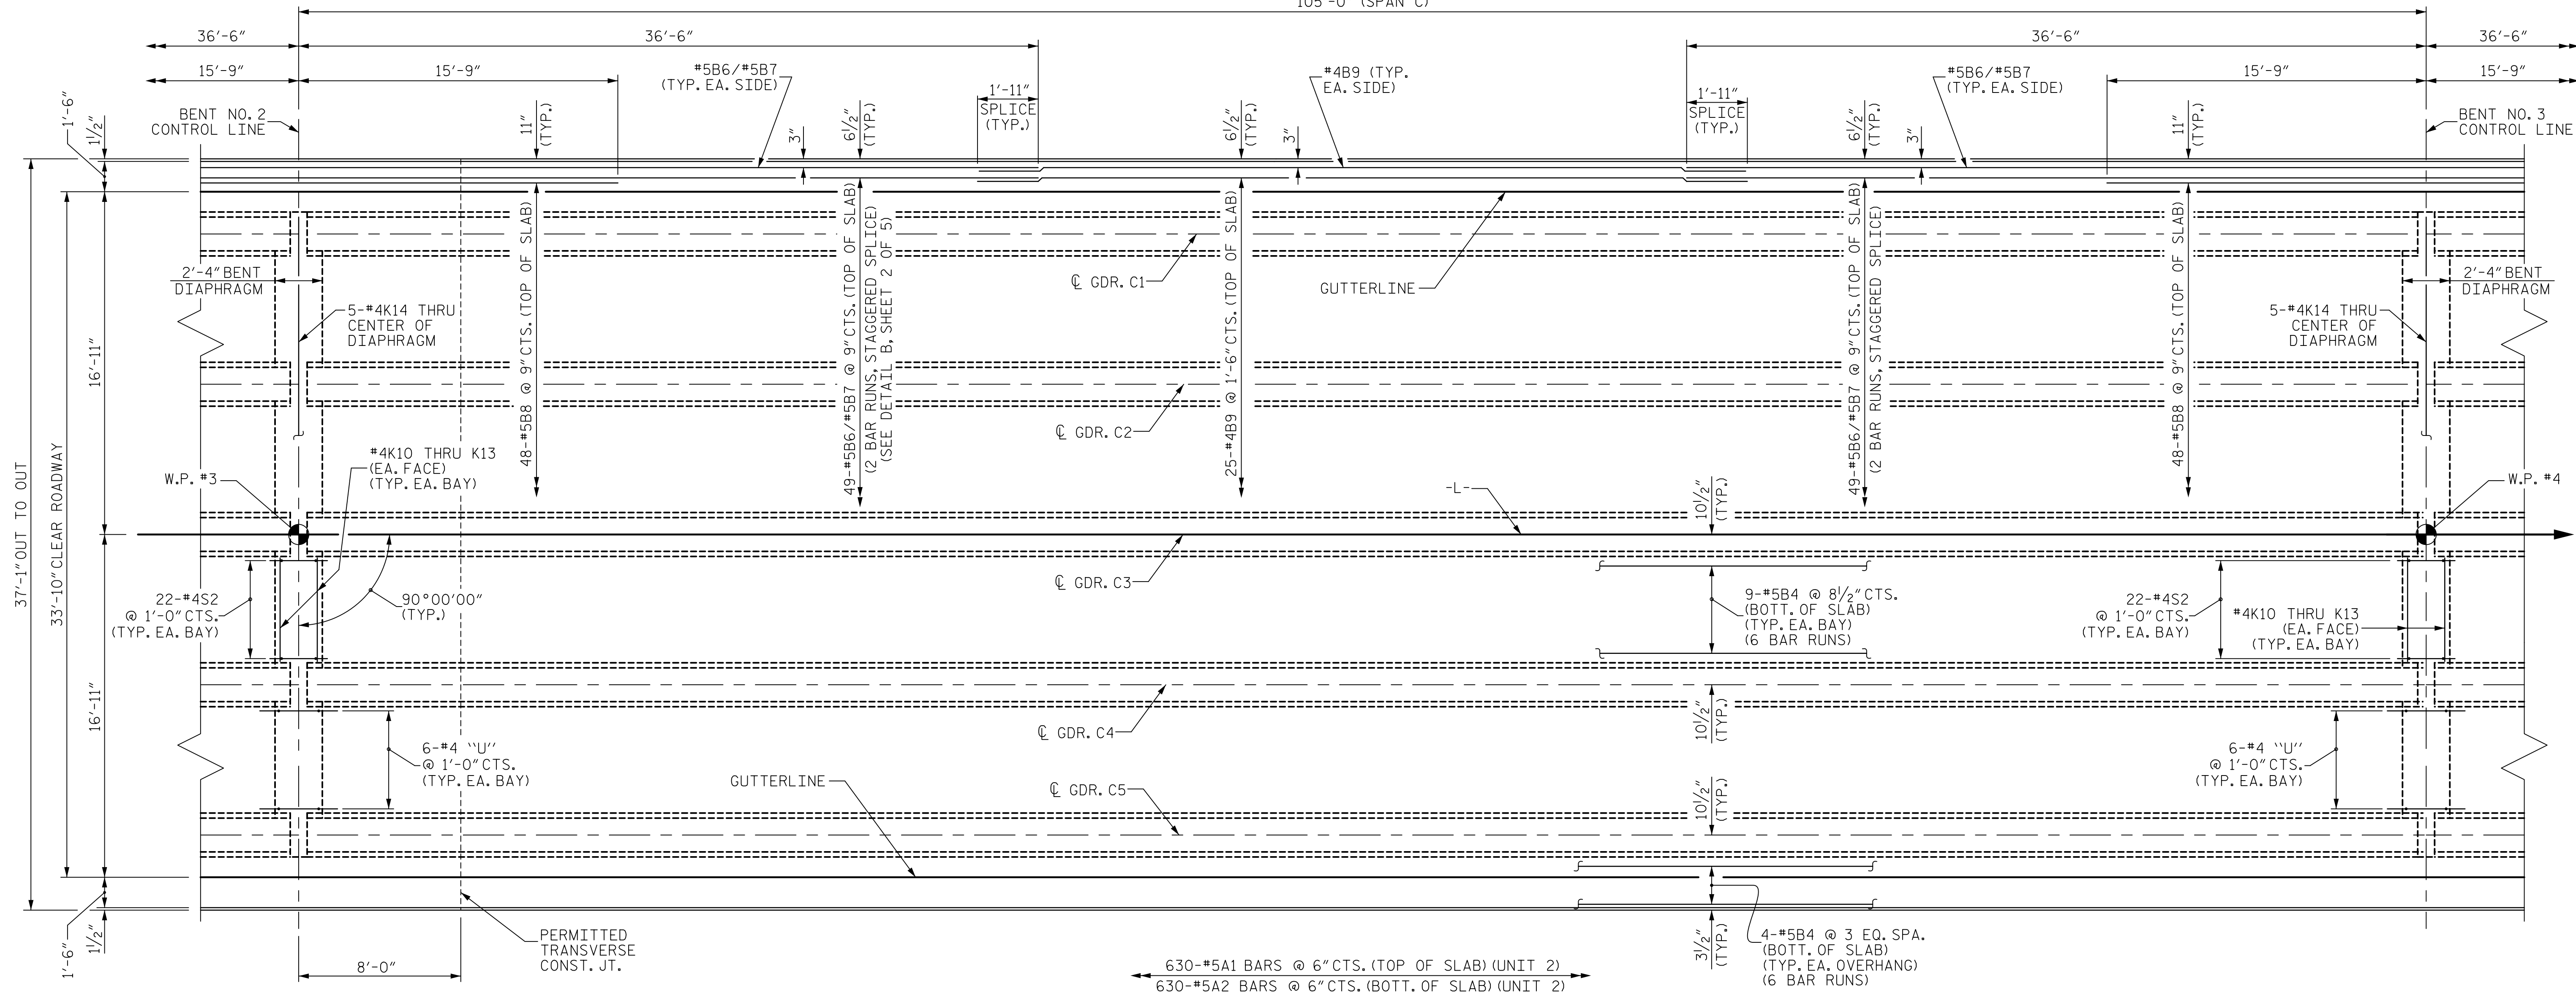 105'-0" (SPAN C)
36'-6"
36'-6"
36'-6"
36'-6"
15'-9"
15'-9"
15'-9"
15'-9"
#5B6/#5B7
(TYP. EA. SIDE)
#4B9 (TYP.
EA. SIDE)
#5B6/#5B7
(TYP. EA. SIDE)
1'-11"
SPLICE
(TYP.)
1'-11"
SPLICE
(TYP.)
BENT NO. 2
CONTROL LINE
BENT NO. 3
CONTROL LINE
1'-6"
1½"
11"
(TYP.)
3"
6½"
(TYP.)
6½"
(TYP.)
3"
6½"
(TYP.)
3"
11"
(TYP.)
48-#5B8 @ 9" CTS. (TOP OF SLAB)
49-#5B6/#5B7 @ 9" CTS. (TOP OF SLAB)
(2 BAR RUNS, STAGGERED SPLICE)
(SEE DETAIL B, SHEET 2 OF 5)
25-#4B9 @ 1'-6" CTS. (TOP OF SLAB)
49-#5B6/#5B7 @ 9" CTS. (TOP OF SLAB)
(2 BAR RUNS, STAGGERED SPLICE)
48-#5B8 @ 9" CTS. (TOP OF SLAB)
2'-4" BENT
DIAPHRAGM
2'-4" BENT
DIAPHRAGM
℄ GDR. C1
GUTTERLINE
5-#4K14 THRU
CENTER OF
DIAPHRAGM
5-#4K14 THRU
CENTER OF
DIAPHRAGM
37'-1" OUT TO OUT
33'-10" CLEAR ROADWAY
16'-11"
16'-11"
℄ GDR. C2
#4K10 THRU K13
(EA. FACE)
(TYP. EA. BAY)
W.P. #3
-L-
10½"
(TYP.)
W.P. #4
℄ GDR. C3
22-#4S2
@ 1'-0" CTS.
(TYP. EA. BAY)
90°00'00"
(TYP.)
9-#5B4 @ 8½" CTS.
(BOTT. OF SLAB)
(TYP. EA. BAY)
(6 BAR RUNS)
22-#4S2
@ 1'-0" CTS.
(TYP. EA. BAY)
#4K10 THRU K13
(EA. FACE)
(TYP. EA. BAY)
℄ GDR. C4
10½"
(TYP.)
6-#4 "U"
@ 1'-0" CTS.
(TYP. EA. BAY)
6-#4 "U"
@ 1'-0" CTS.
(TYP. EA. BAY)
GUTTERLINE
℄ GDR. C5
10½"
(TYP.)
1'-6"
1½"
8'-0"
PERMITTED
TRANSVERSE
CONST. JT.
3½"
(TYP.)
4-#5B4 @ 3 EQ. SPA.
(BOTT. OF SLAB)
(TYP. EA. OVERHANG)
(6 BAR RUNS)
630-#5A1 BARS @ 6" CTS. (TOP OF SLAB) (UNIT 2)
630-#5A2 BARS @ 6" CTS. (BOTT. OF SLAB) (UNIT 2)